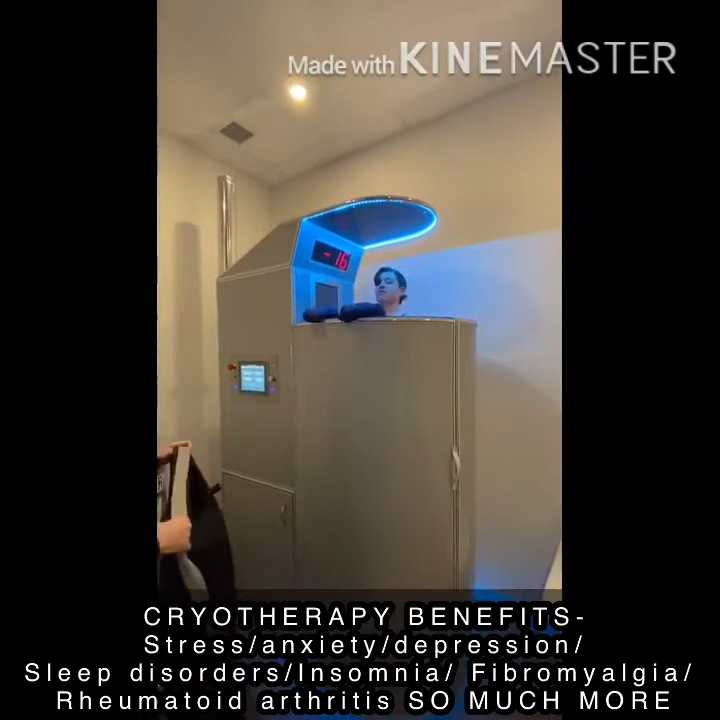 Made with KINEMASTER
- 16
CRYOTHERAPY BENEFITS-
Stress/anxiety/depression/
Sleep disorders/Insomnia/ Fibromyalgia/
Rheumatoid arthritis SO MUCH MORE